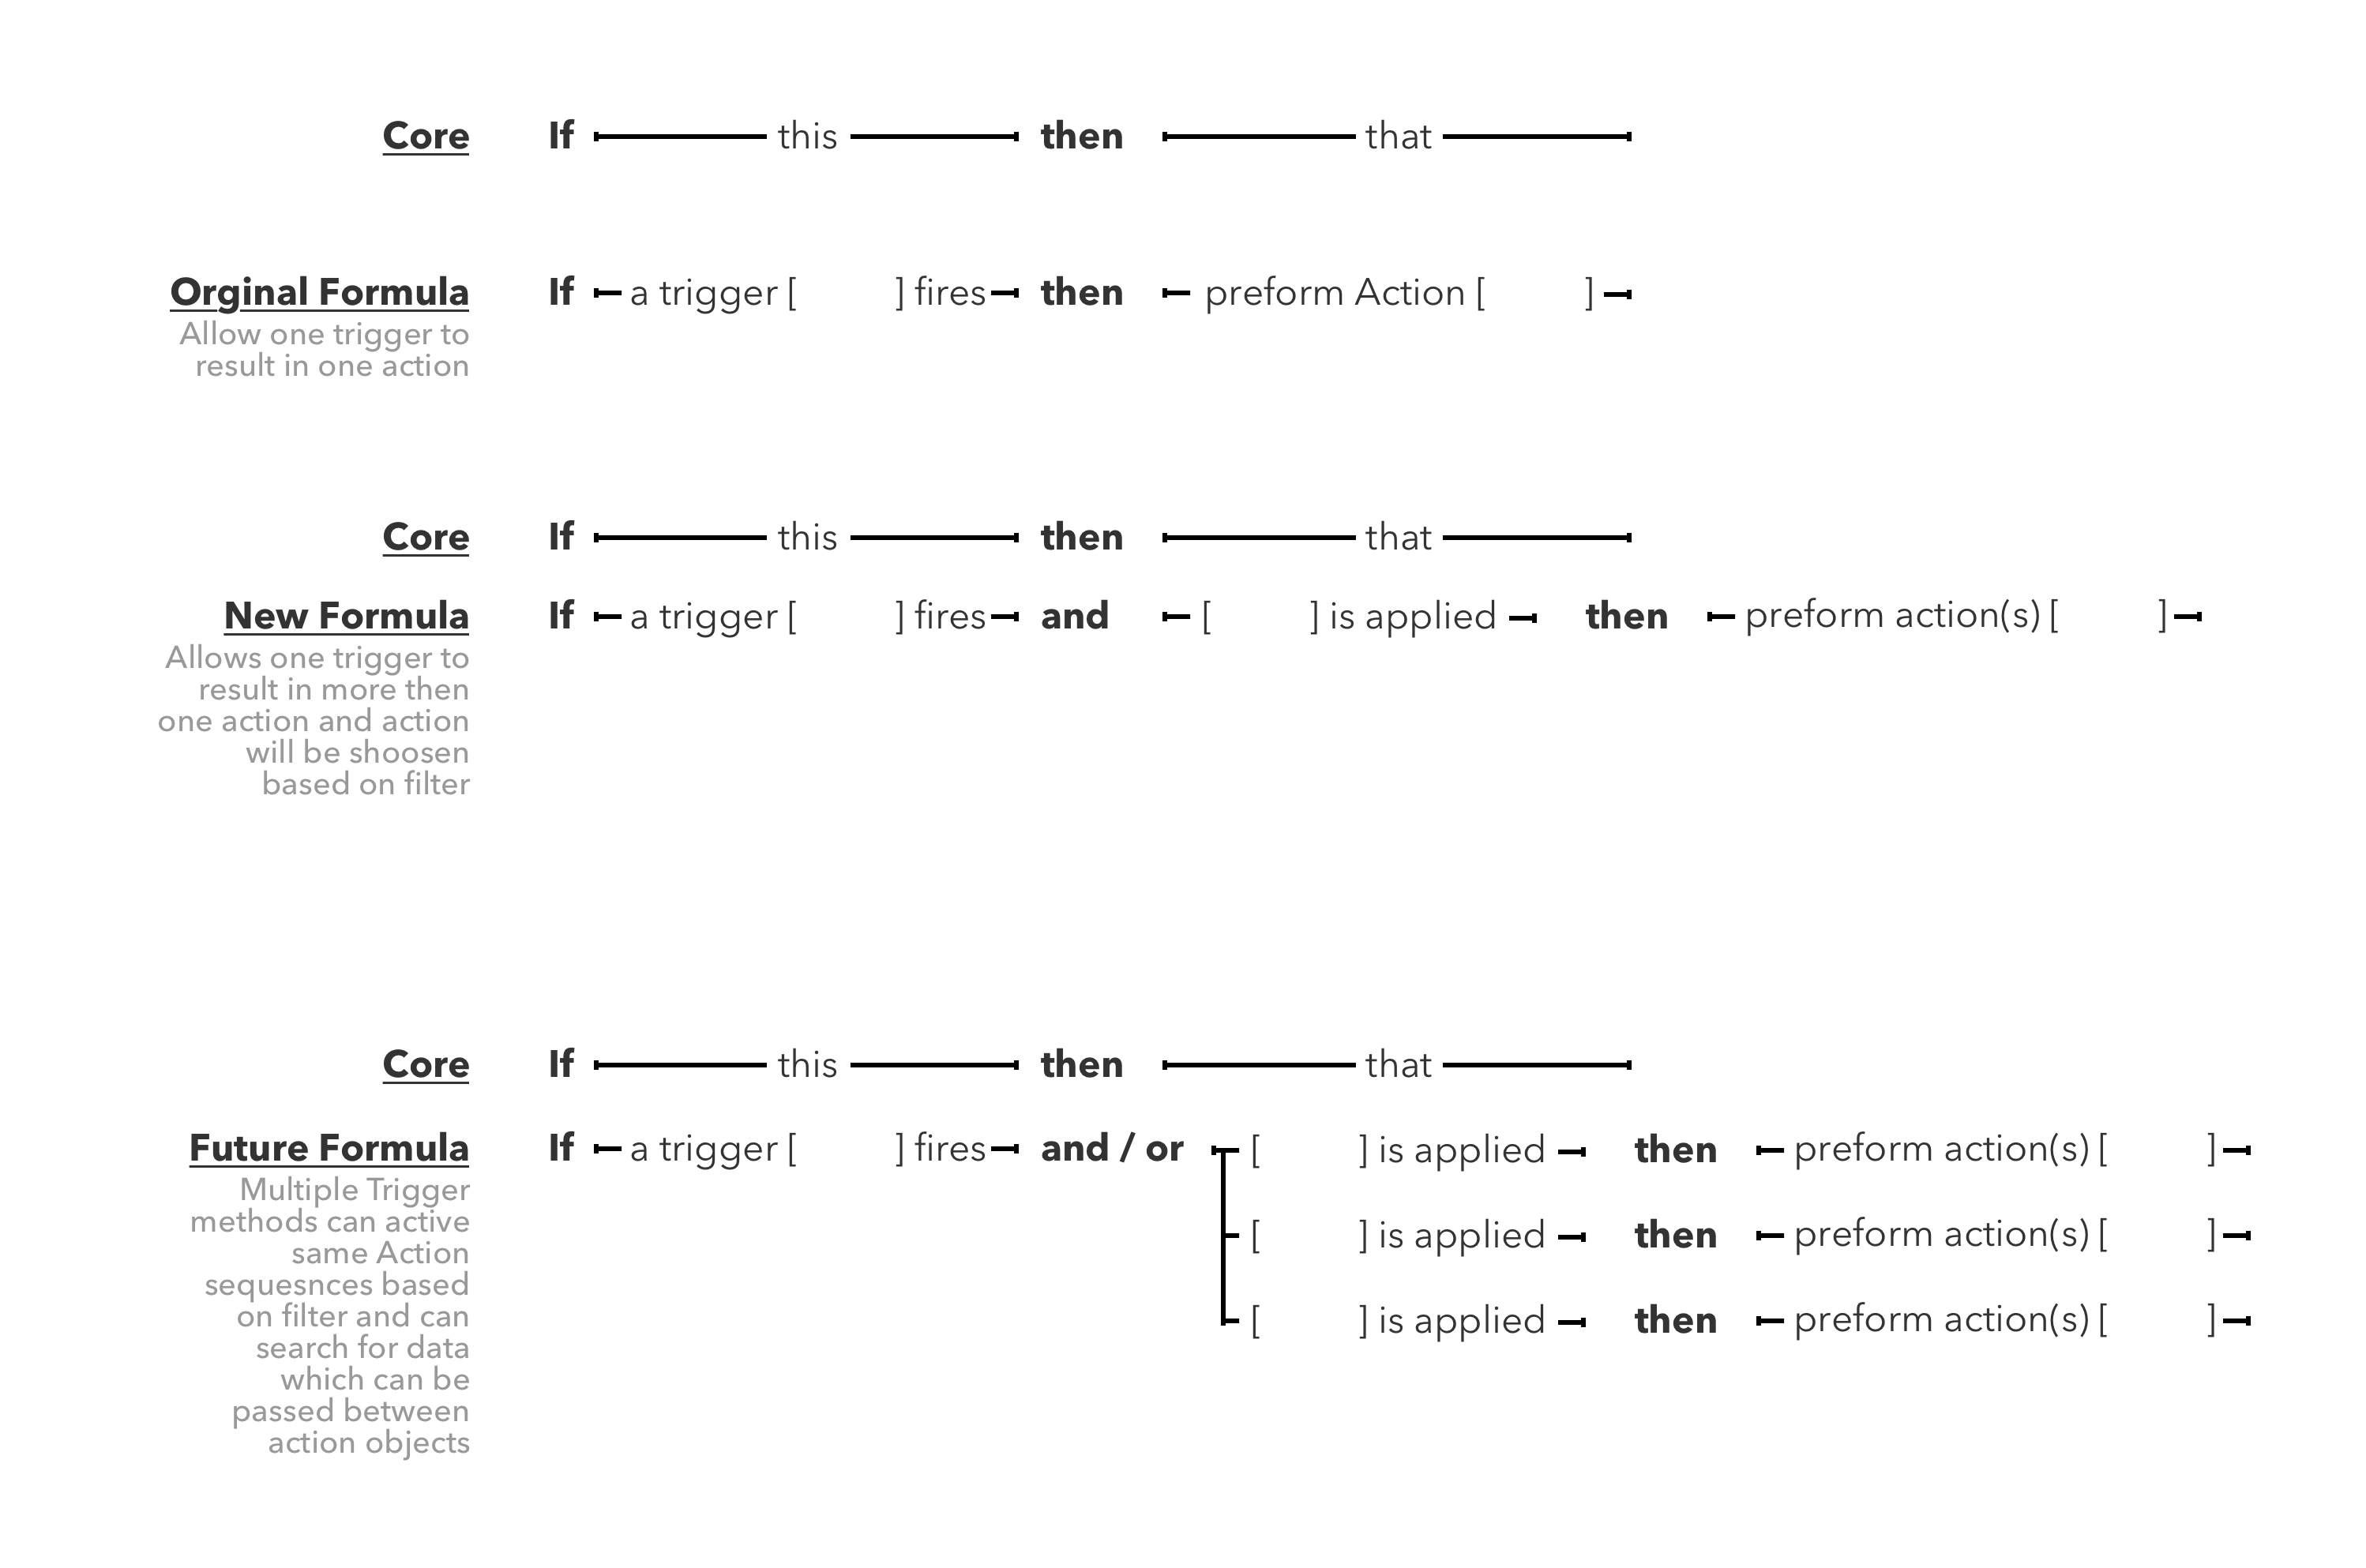 Core If this then that
Orginal Formula If a trigger [ ] fires then preform Action [ ]
Allow one trigger to
result in one action
Core If this then that
New Formula If a trigger [ ] fires and [ ] is applied then preform action(s) [ ]
Allows one trigger to
result in more then
one action and action
will be shoosen
based on filter
Core If this then that
Future Formula If a trigger [ ] fires and / or [ ] is applied then preform action(s) [ ]
Multiple Trigger
methods can active
same Action
sequesnces based
on filter and can
search for data
which can be
passed between
action objects
[ ] is applied then preform action(s) [ ]
[ ] is applied then preform action(s) [ ]